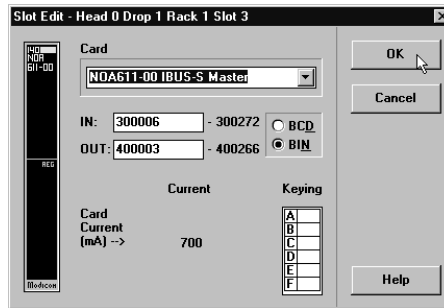 Slot Edit - Head 0 Drop 1 Rack 1 Slot 3
140
NOA
611-00
REG
Modicon
Card
NOA611-00 IBUS-S Master
IN: 300006 - 300272
OUT: 400003 - 400266
BCD
BIN
Current
Keying
Card
Current
(mA) --> 700
A
B
C
D
E
F
OK
Cancel
Help